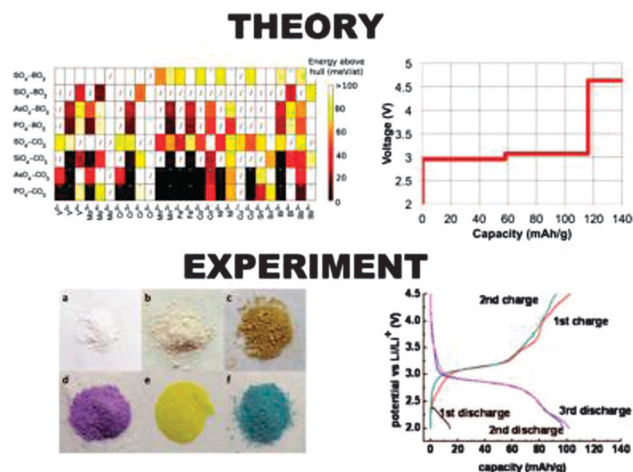 THEORY
Energy above
hull (meV/at)
>100
80
60
40
20
0
SO₄–BO₃
SiO₄–BO₃
AsO₄–BO₃
PO₄–BO₃
SO₄–CO₃
SiO₄–CO₃
AsO₄–CO₃
PO₄–CO₃
Voltage (V)
5
4.5
4
3.5
3
2.5
2
0 20 40 60 80 100 120 140
Capacity (mAh/g)
EXPERIMENT
a b c
d e f
potential vs Li/Li⁺ (V)
4.5
4.0
3.5
3.0
2.5
2.0
2nd charge
1st charge
1st discharge
3rd discharge
2nd discharge
0 20 40 60 80 100 120 140
capacity (mAh/g)